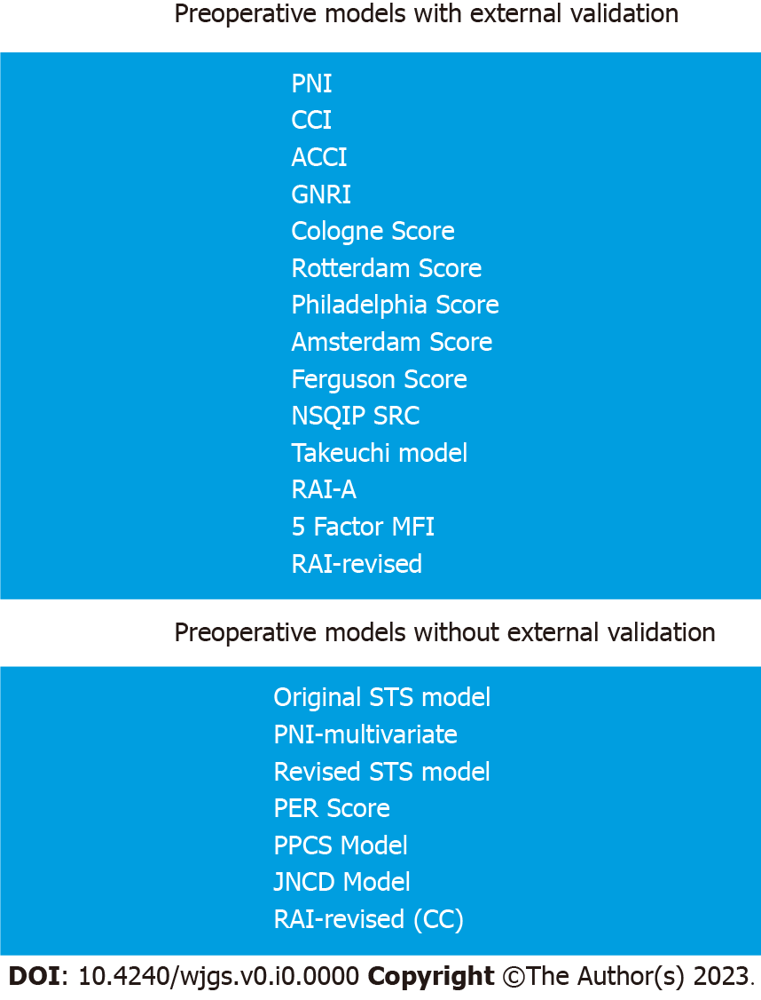 Preoperative models with external validation
PNI
CCI
ACCI
GNRI
Cologne Score
Rotterdam Score
Philadelphia Score
Amsterdam Score
Ferguson Score
NSQIP SRC
Takeuchi model
RAI-A
5 Factor MFI
RAI-revised
Preoperative models without external validation
Original STS model
PNI-multivariate
Revised STS model
PER Score
PPCS Model
JNCD Model
RAI-revised (CC)
DOI: 10.4240/wjgs.v0.i0.0000 Copyright ©The Author(s) 2023.